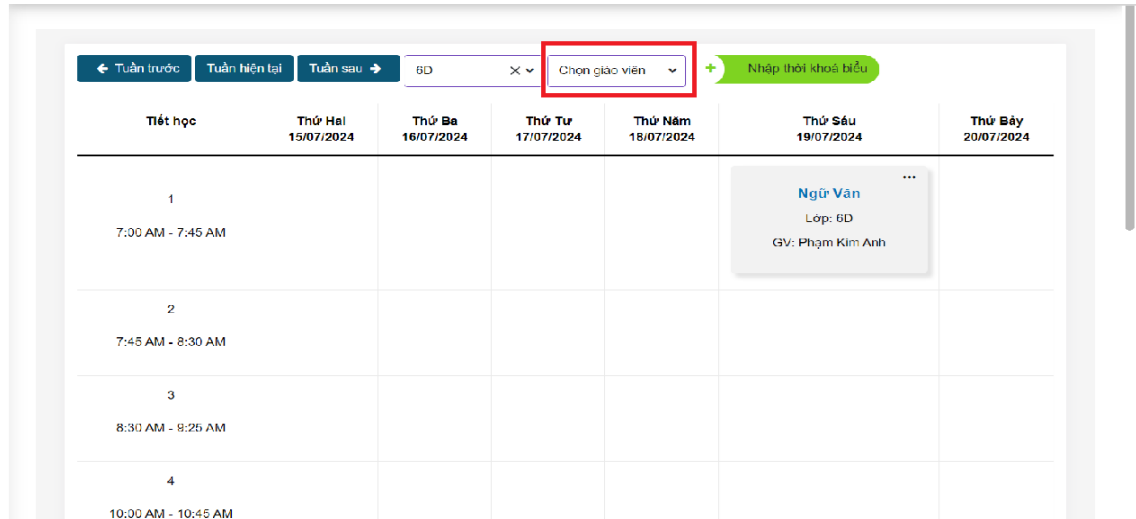 ← Tuần trước Tuần hiện tại Tuần sau → 6D × Chọn giáo viên + Nhập thời khoá biểu
Tiết học Thứ Hai Thứ Ba Thứ Tư Thứ Năm Thứ Sáu Thứ Bảy
15/07/2024 16/07/2024 17/07/2024 18/07/2024 19/07/2024 20/07/2024
...
Ngữ Văn
1
Lớp: 6D
7:00 AM - 7:45 AM
GV: Phạm Kim Anh
2
7:45 AM - 8:30 AM
3
8:30 AM - 9:25 AM
4
10:00 AM - 10:45 AM